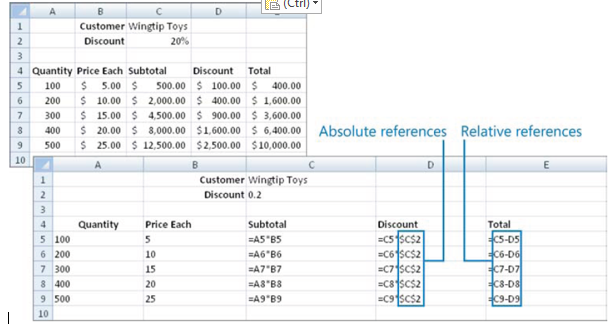 (Ctrl)
A B C D
1 Customer Wingtip Toys
2 Discount 20%
3
4 Quantity Price Each Subtotal Discount Total
5 100 $ 5.00 $ 500.00 $ 100.00 $ 400.00
6 200 $ 10.00 $ 2,000.00 $ 400.00 $ 1,600.00
7 300 $ 15.00 $ 4,500.00 $ 900.00 $ 3,600.00
8 400 $ 20.00 $ 8,000.00 $1,600.00 $ 6,400.00
9 500 $ 25.00 $ 12,500.00 $2,500.00 $10,000.00
10
Absolute references Relative references
A B C D E
1 Customer Wingtip Toys
2 Discount 0.2
3
4 Quantity Price Each Subtotal Discount Total
5 100 5 =A5*B5 =C5*$C$2 =C5-D5
6 200 10 =A6*B6 =C6*$C$2 =C6-D6
7 300 15 =A7*B7 =C7*$C$2 =C7-D7
8 400 20 =A8*B8 =C8*$C$2 =C8-D8
9 500 25 =A9*B9 =C9*$C$2 =C9-D9
10